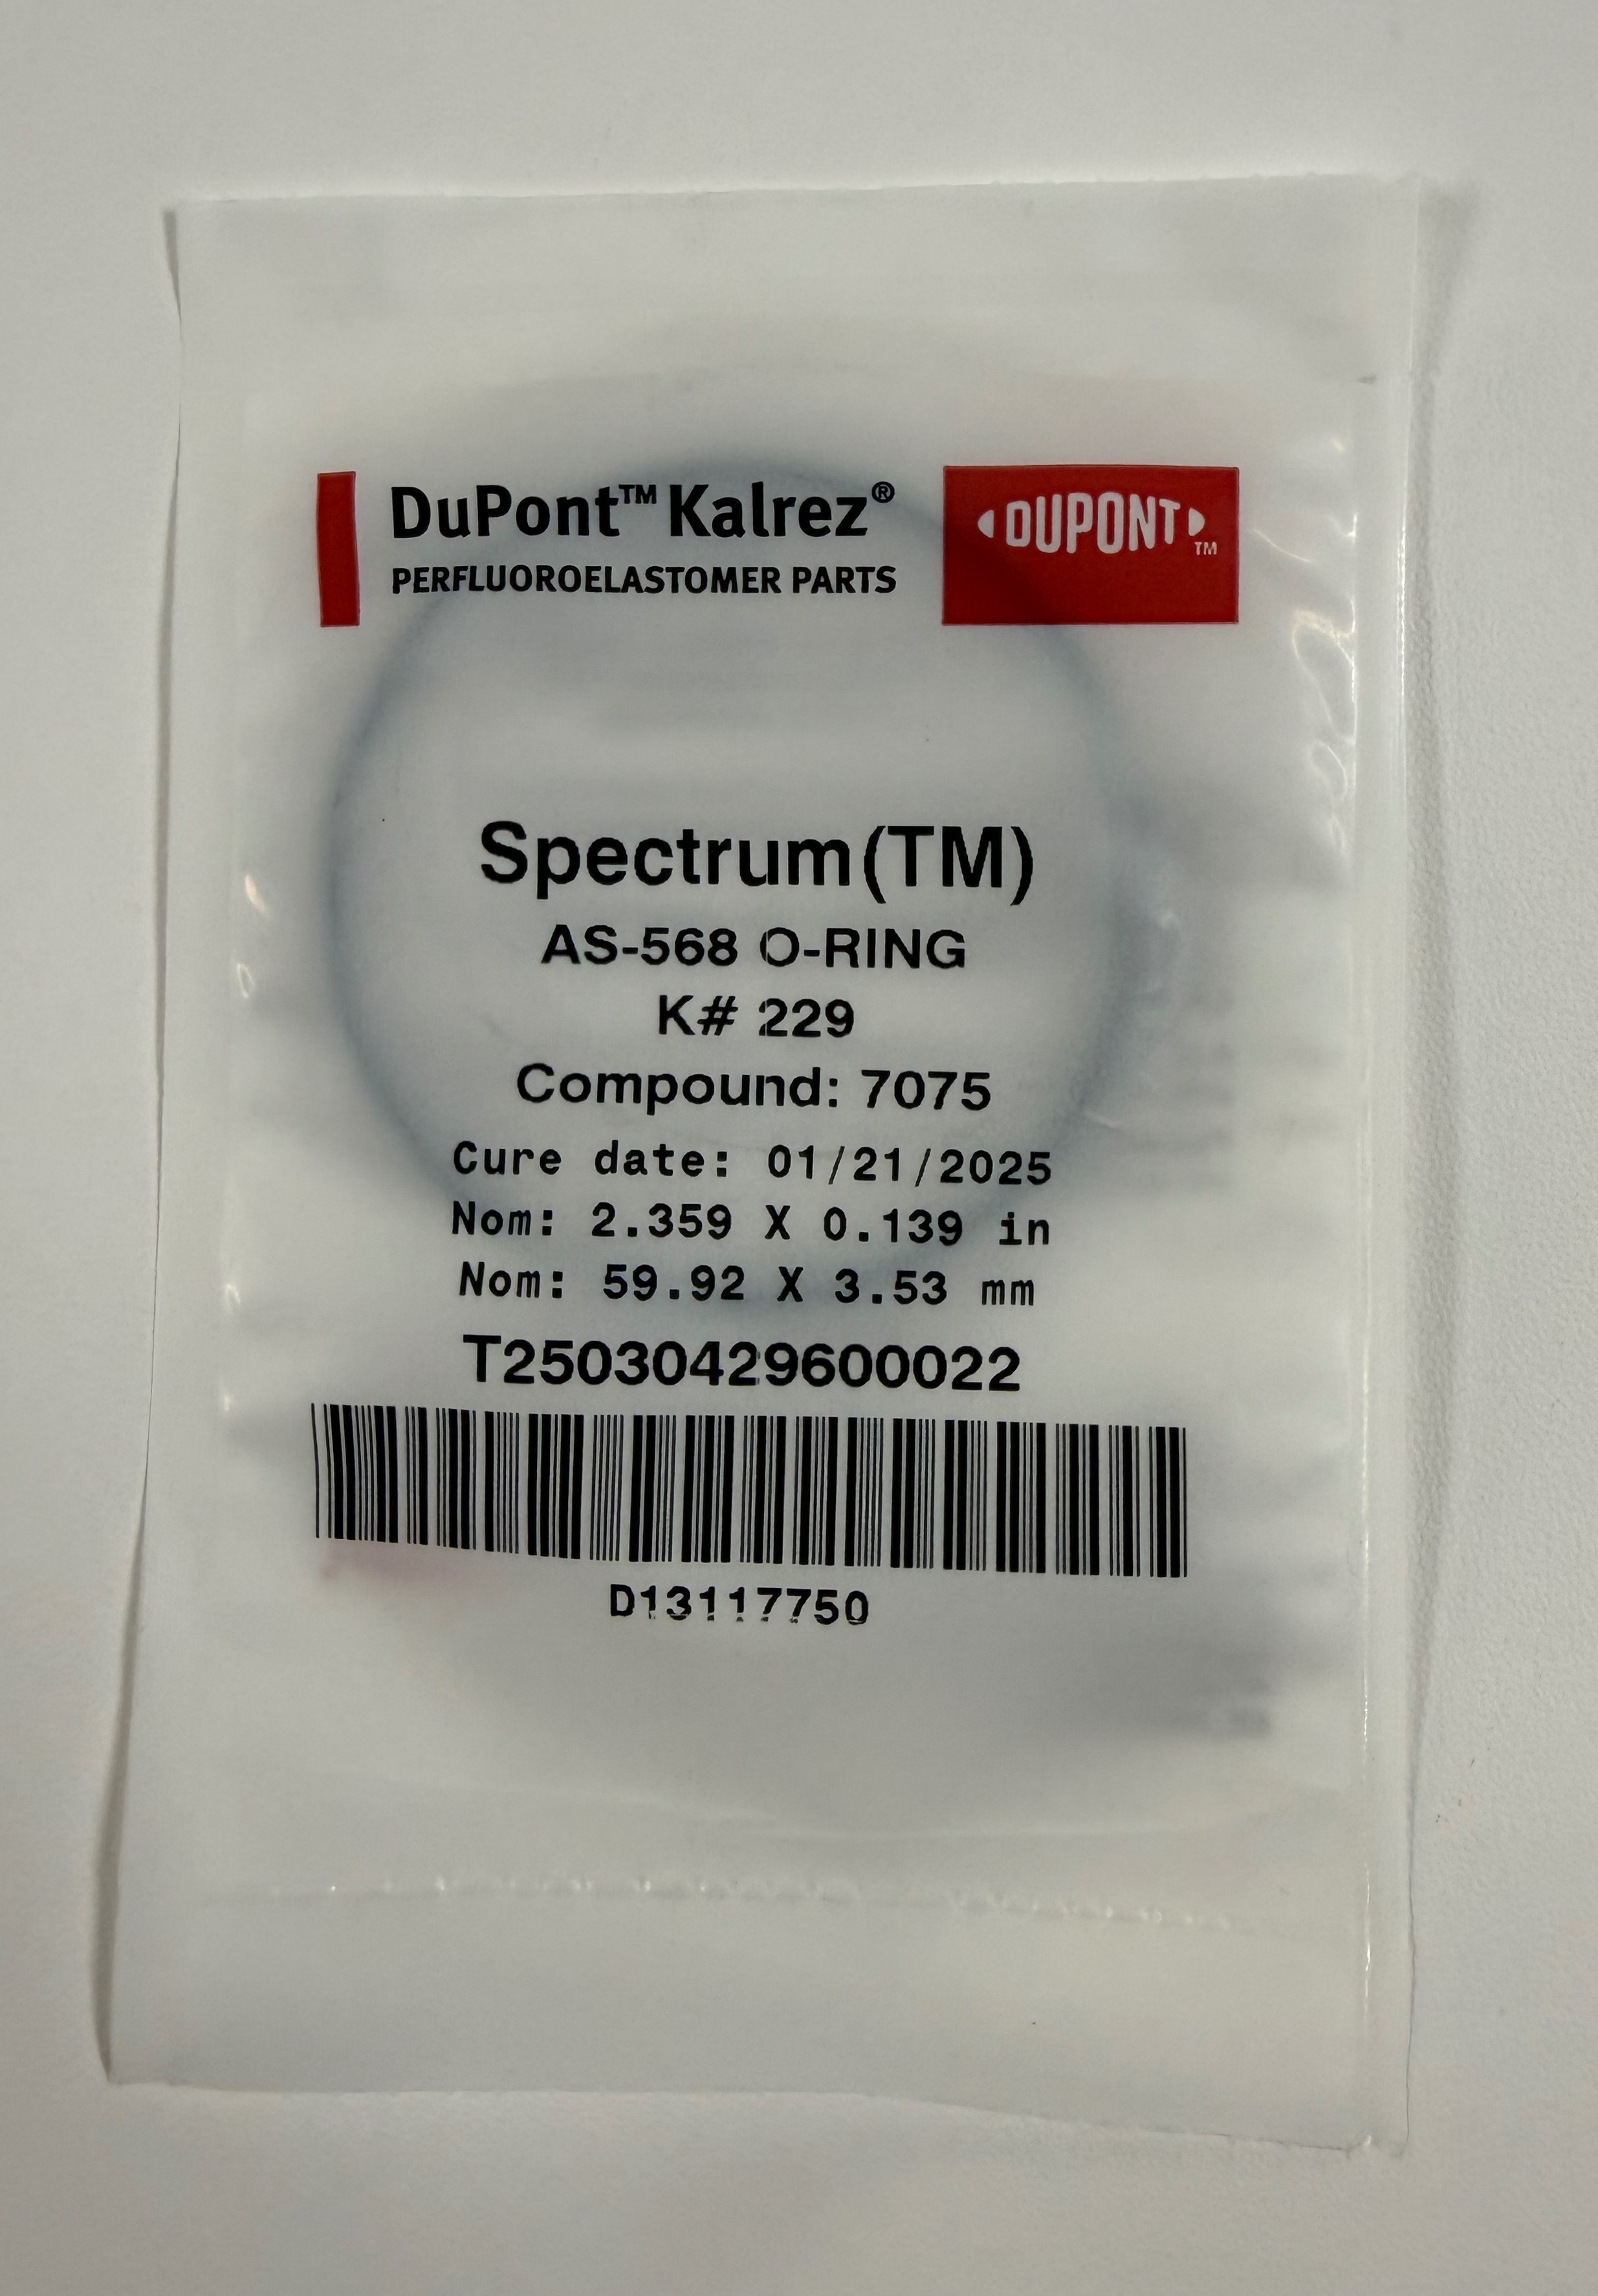 DuPont™ Kalrez®
PERFLUOROELASTOMER PARTS
DUPONT™
Spectrum(TM)
AS-568 O-RING
K# 229
Compound: 7075
Cure date: 01/21/2025
Nom: 2.359 X 0.139 in
Nom: 59.92 X 3.53 mm
T25030429600022
D13117750